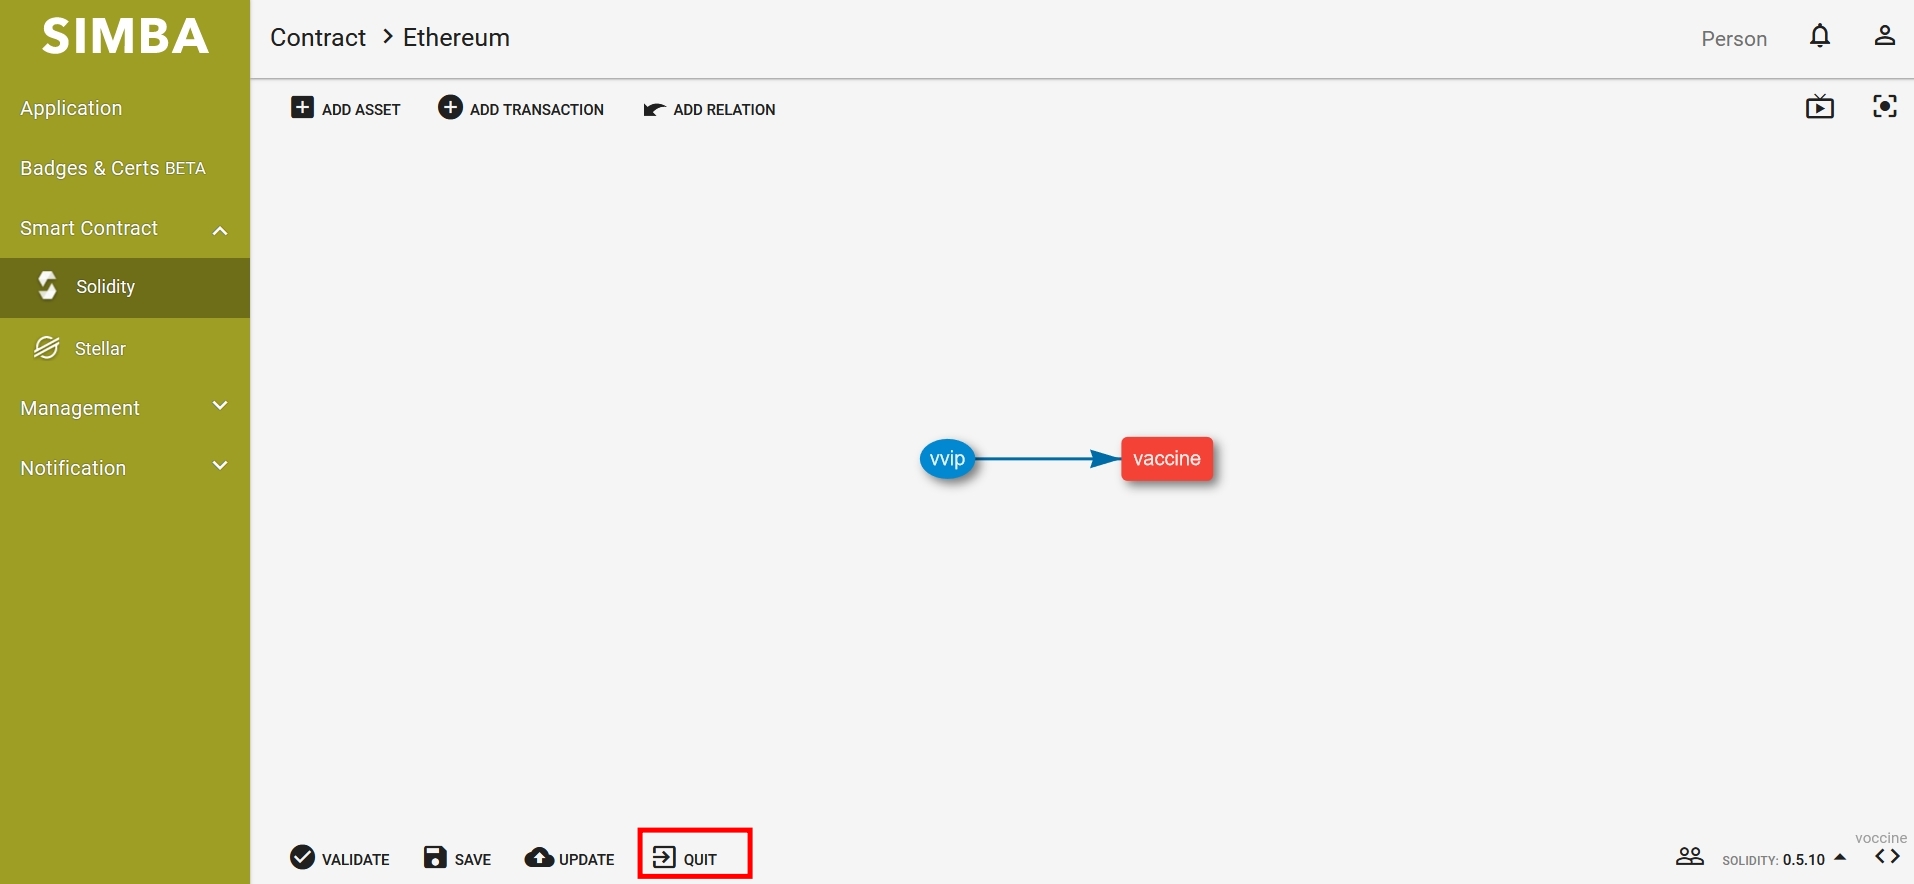 SIMBA
Contract > Ethereum
Person
Application
ADD ASSET
ADD TRANSACTION
ADD RELATION
Badges & Certs BETA
Smart Contract
Solidity
Stellar
Management
Notification
vvip
vaccine
voccine
VALIDATE
SAVE
UPDATE
QUIT
SOLIDITY: 0.5.10